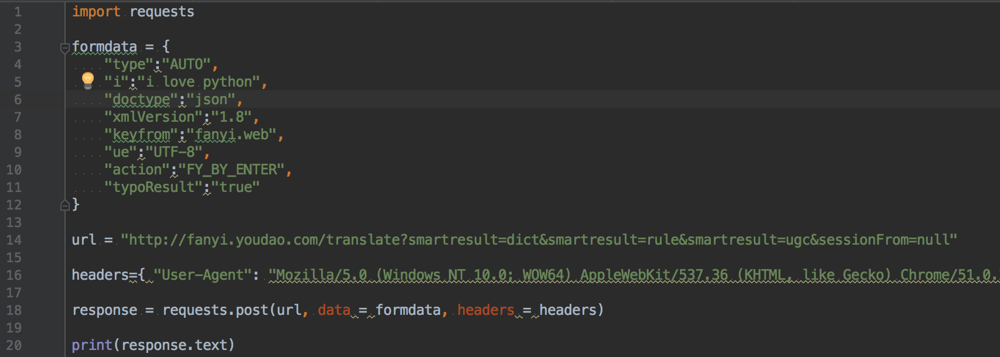 1 import requests
2
3 formdata = {
4     "type":"AUTO",
5     "i":"i love python",
6     "doctype":"json",
7     "xmlVersion":"1.8",
8     "keyfrom":"fanyi.web",
9     "ue":"UTF-8",
10     "action":"FY_BY_ENTER",
11     "typoResult":"true"
12 }
13
14 url = "http://fanyi.youdao.com/translate?smartresult=dict&smartresult=rule&smartresult=ugc&sessionFrom=null"
15
16 headers={ "User-Agent": "Mozilla/5.0 (Windows NT 10.0; WOW64) AppleWebKit/537.36 (KHTML, like Gecko) Chrome/51.0.
17
18 response = requests.post(url, data = formdata, headers = headers)
19
20 print(response.text)